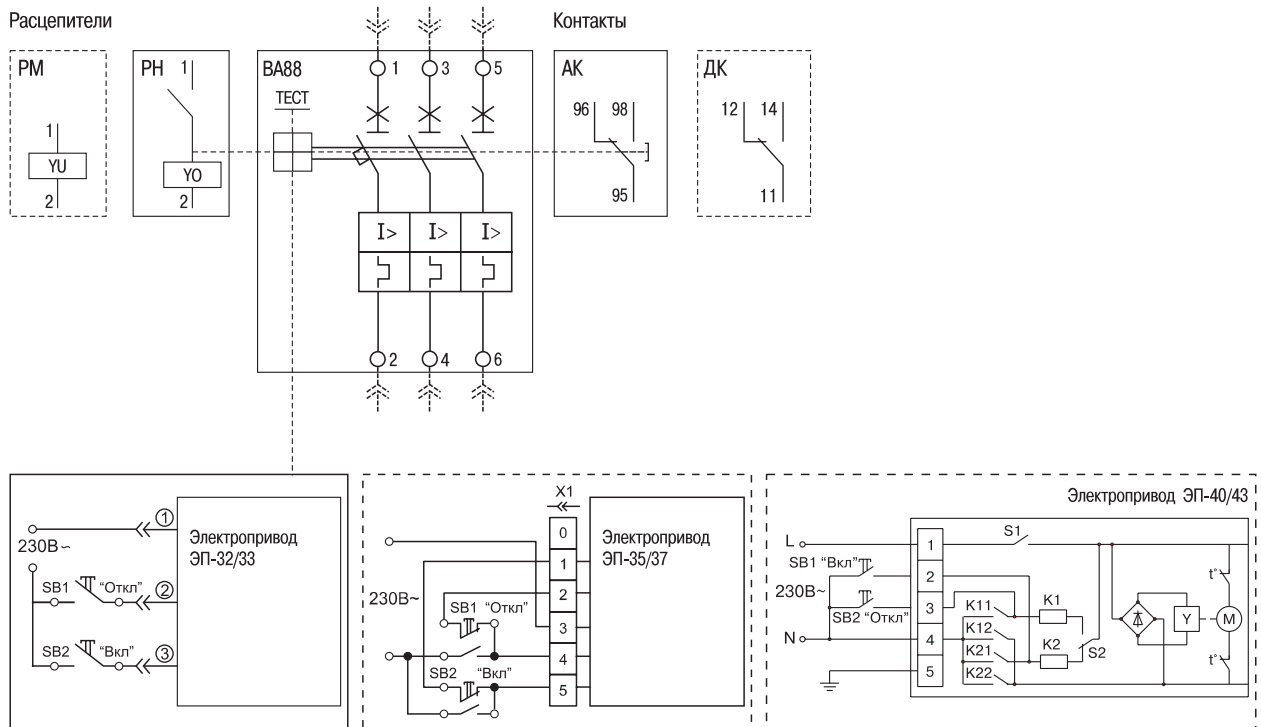 Расцепители
Контакты
РМ
1
YU
2
РН 1
YO
2
ВА88
ТЕСТ
1 3 5
I> I> I>
2 4 6
АК
96 98
95
ДК
12 14
11
230В~
1
SB1 "Откл" 2
SB2 "Вкл" 3
Электропривод
ЭП-32/33
230В~
SB1 "Откл"
SB2 "Вкл"
X1
0
1
2
3
4
5
Электропривод
ЭП-35/37
Электропривод ЭП-40/43
L
SB1 "Вкл"
230В~
SB2 "Откл"
N
1
2
3
4
5
S1
K11
K12
K21
K22
K1
K2
S2
Y
M
t°
t°